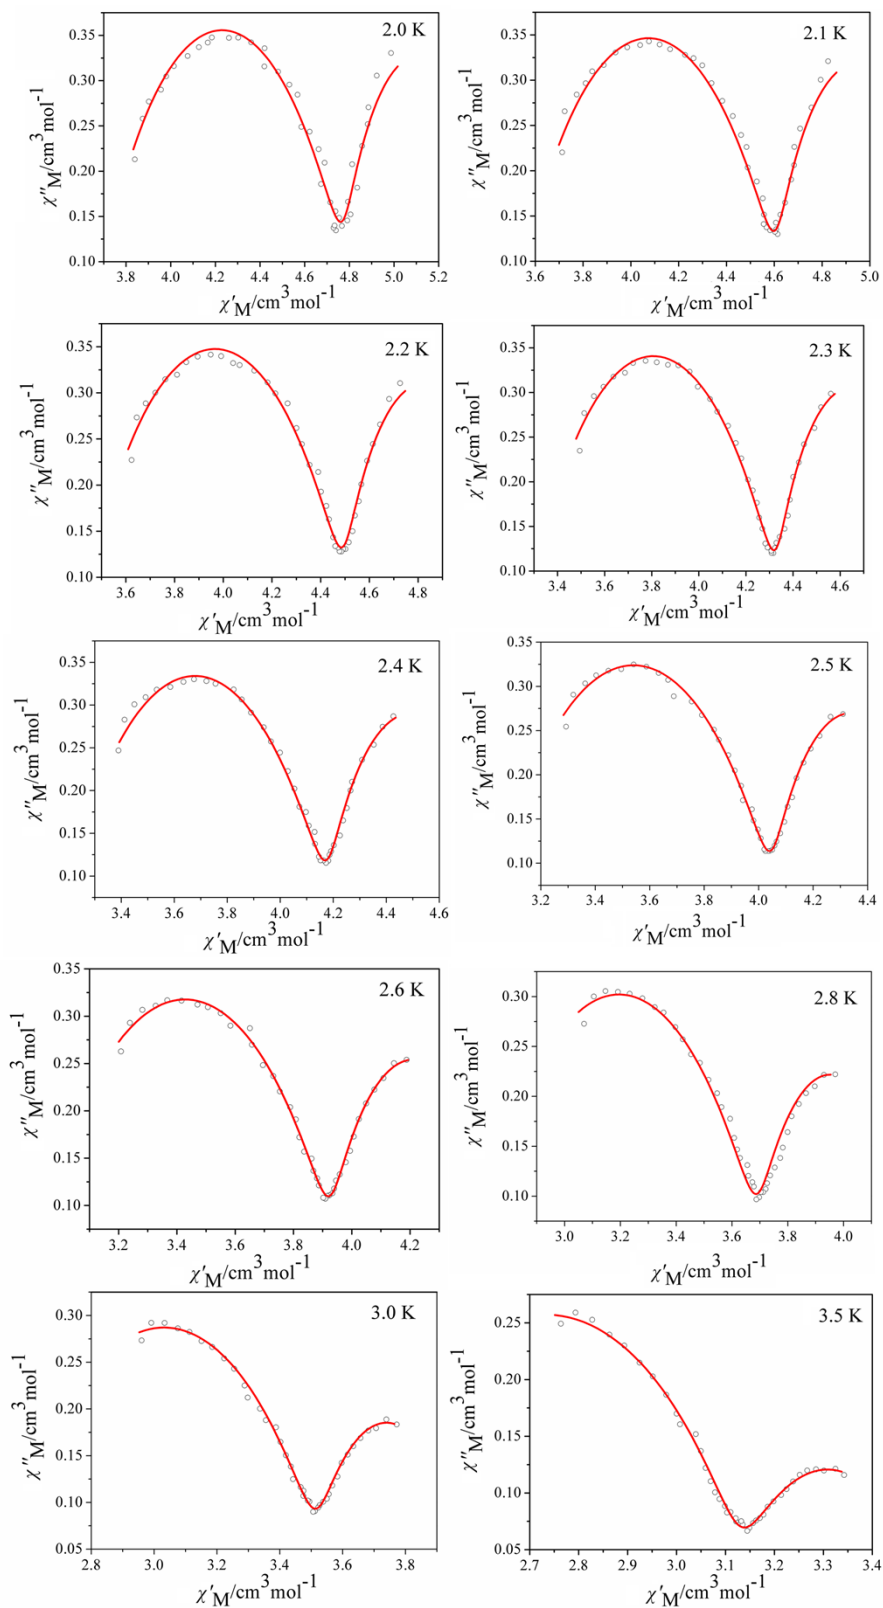 2.0 K
χ″M/cm3mol-1
0.35
0.30
0.25
0.20
0.15
0.10
3.8 4.0 4.2 4.4 4.6 4.8 5.0 5.2
χ′M/cm3mol-1
2.1 K
χ″M/cm3mol-1
0.35
0.30
0.25
0.20
0.15
0.10
3.6 3.8 4.0 4.2 4.4 4.6 4.8 5.0
χ′M/cm3mol-1
2.2 K
χ″M/cm3mol-1
0.35
0.30
0.25
0.20
0.15
0.10
3.6 3.8 4.0 4.2 4.4 4.6 4.8
χ′M/cm3mol-1
2.3 K
χ″M/cm3mol-1
0.35
0.30
0.25
0.20
0.15
0.10
3.4 3.6 3.8 4.0 4.2 4.4 4.6
χ′M/cm3mol-1
2.4 K
χ″M/cm3mol-1
0.35
0.30
0.25
0.20
0.15
0.10
3.4 3.6 3.8 4.0 4.2 4.4 4.6
χ′M/cm3mol-1
2.5 K
χ″M/cm3mol-1
0.35
0.30
0.25
0.20
0.15
0.10
3.2 3.4 3.6 3.8 4.0 4.2 4.4
χ′M/cm3mol-1
2.6 K
χ″M/cm3mol-1
0.35
0.30
0.25
0.20
0.15
0.10
3.2 3.4 3.6 3.8 4.0 4.2
χ′M/cm3mol-1
2.8 K
χ″M/cm3mol-1
0.30
0.25
0.20
0.15
0.10
3.0 3.2 3.4 3.6 3.8 4.0
χ′M/cm3mol-1
3.0 K
χ″M/cm3mol-1
0.30
0.25
0.20
0.15
0.10
0.05
2.8 3.0 3.2 3.4 3.6 3.8
χ′M/cm3mol-1
3.5 K
χ″M/cm3mol-1
0.25
0.20
0.15
0.10
0.05
2.7 2.8 2.9 3.0 3.1 3.2 3.3 3.4
χ′M/cm3mol-1